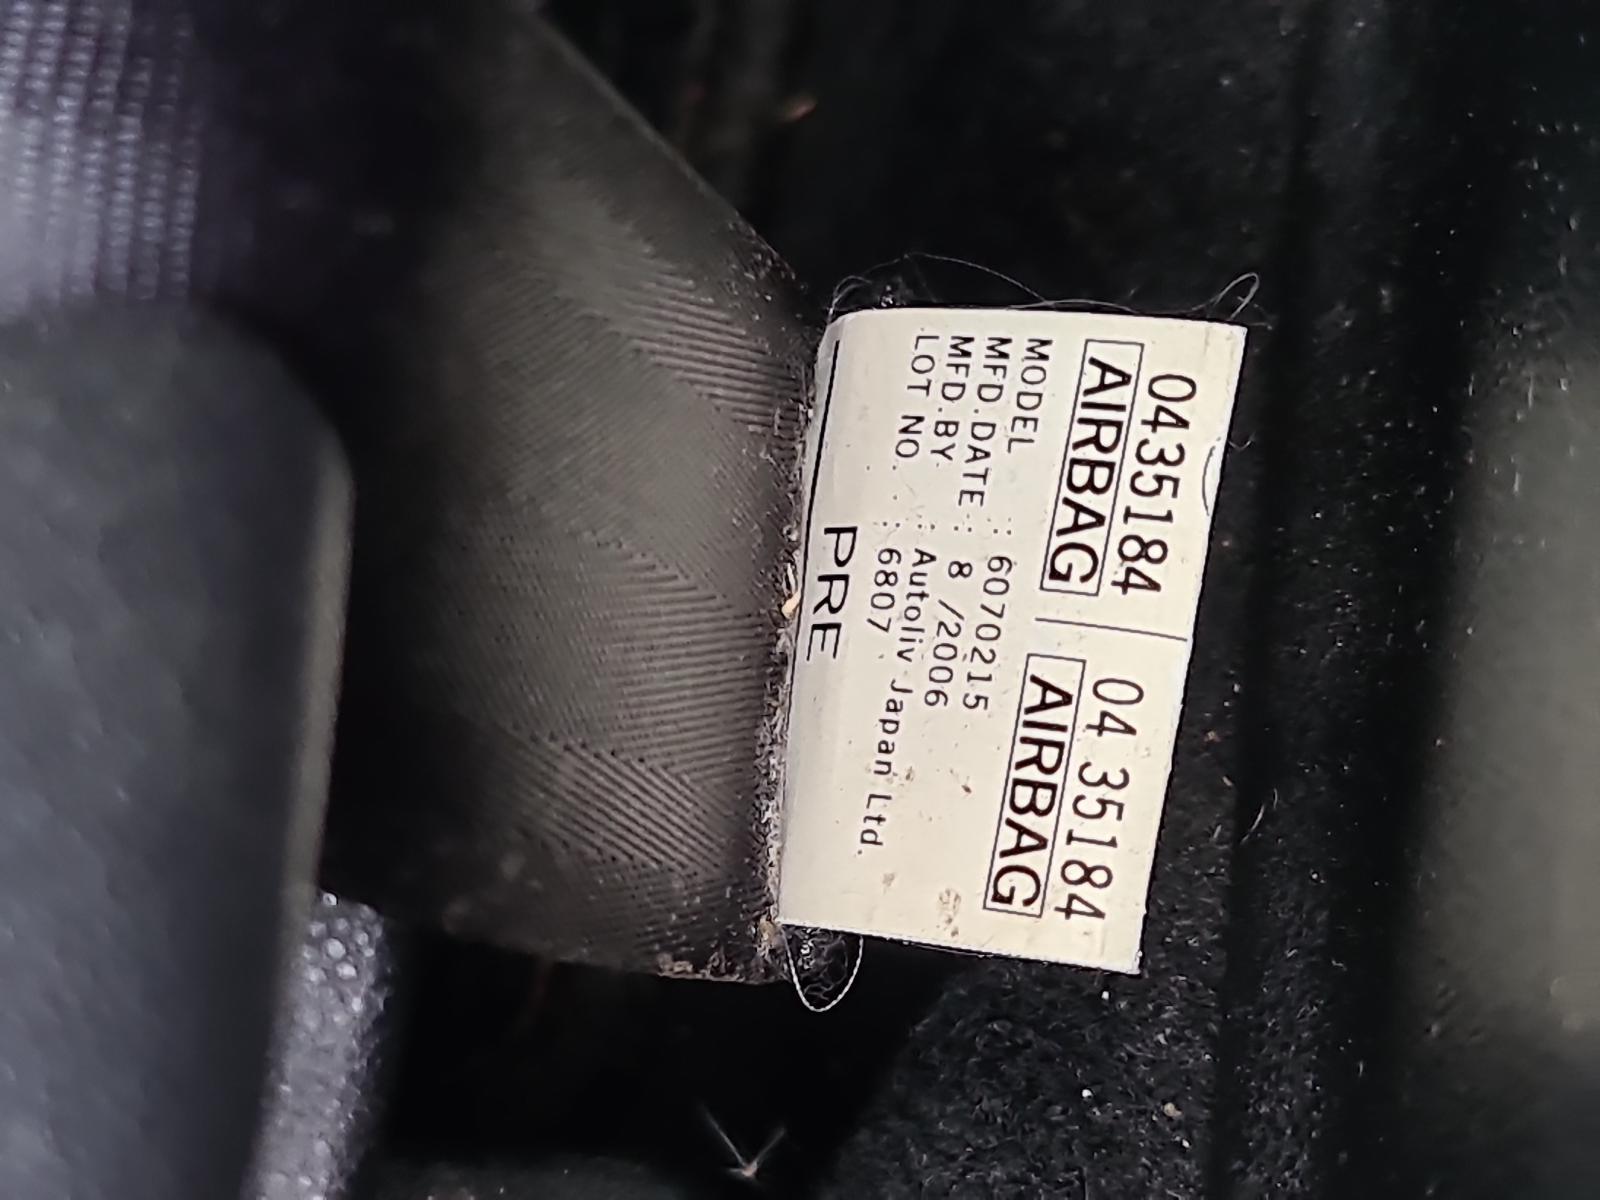 0435184
AIRBAG
04 35184
AIRBAG
MODEL : 6070215
MFD.DATE : 8 /2006
MFD.BY : Autoliv Japan Ltd.
LOT NO : 6807
PRE